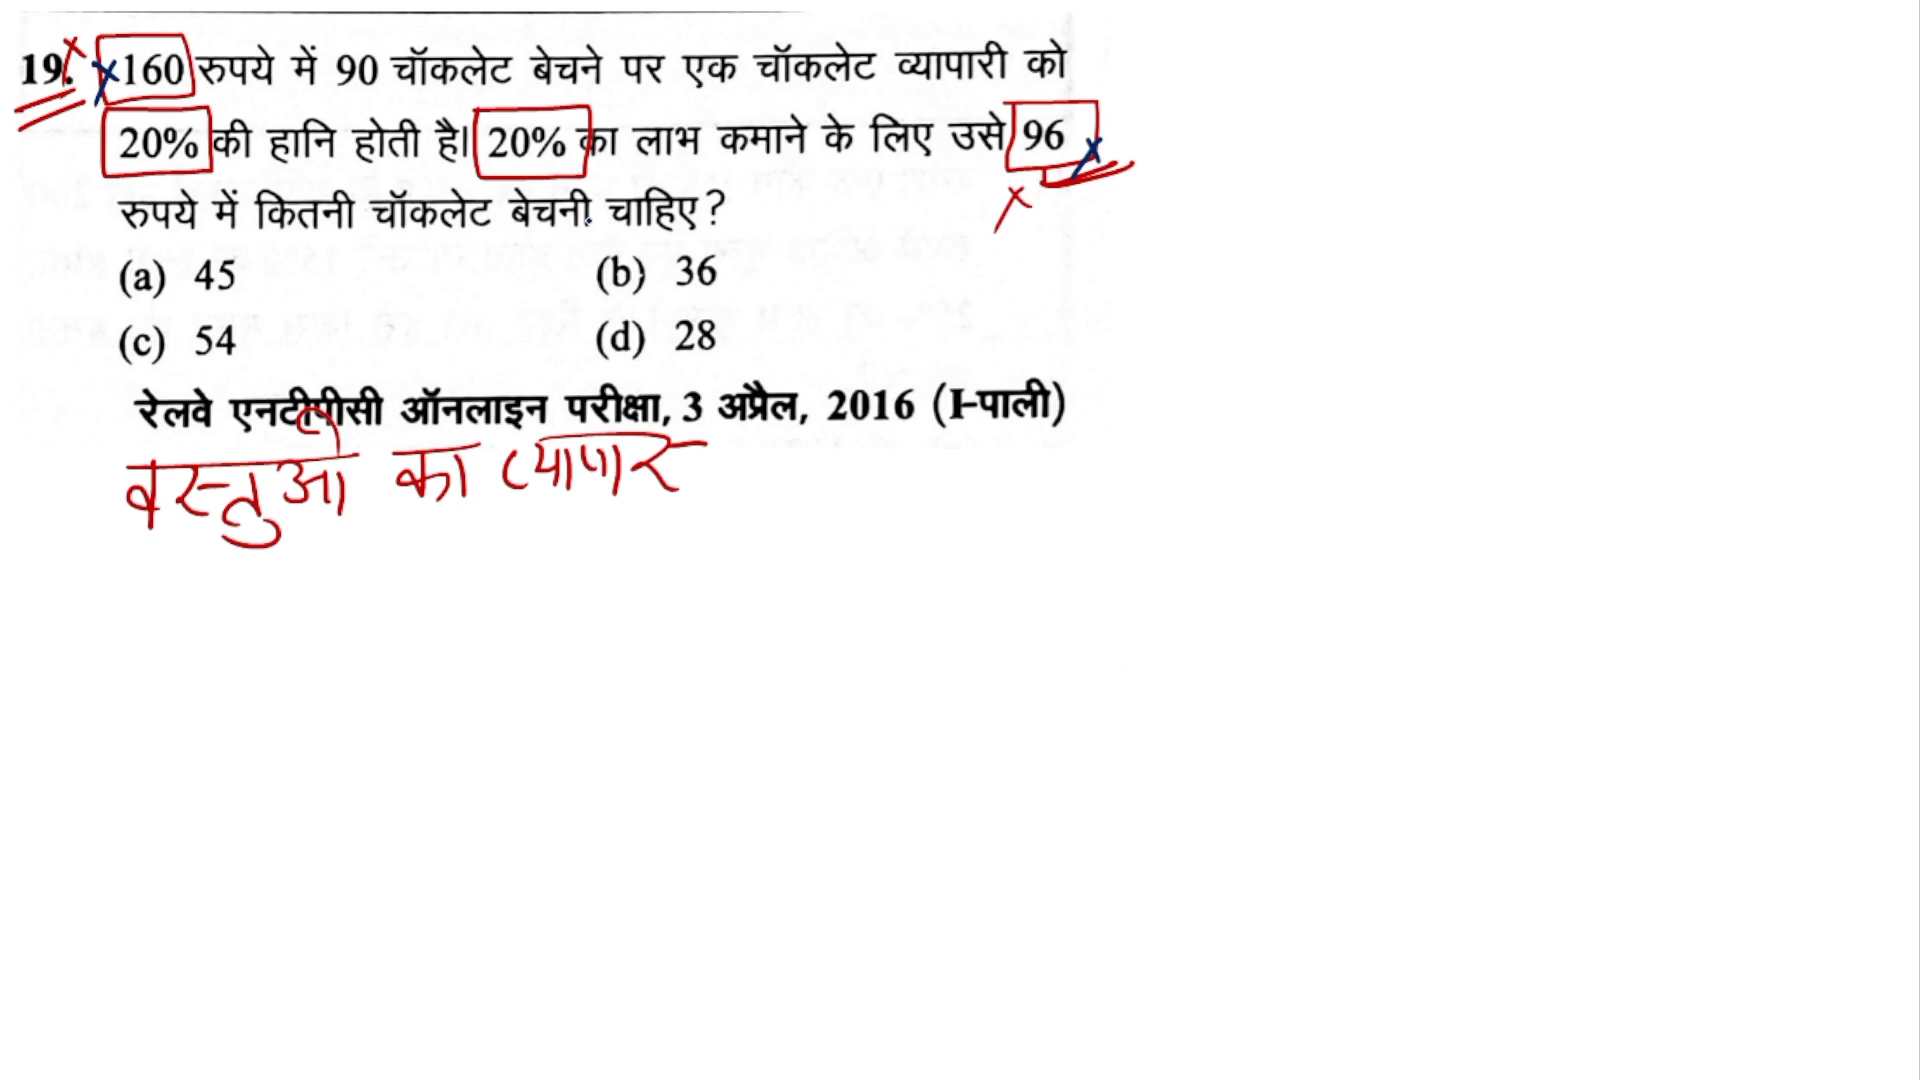 19. 160 रुपये में 90 चॉकलेट बेचने पर एक चॉकलेट व्यापारी को
20% की हानि होती है। 20% का लाभ कमाने के लिए उसे 96
रुपये में कितनी चॉकलेट बेचनी चाहिए?
(a) 45 (b) 36
(c) 54 (d) 28
रेलवे एनटीपीसी ऑनलाइन परीक्षा, 3 अप्रैल, 2016 (I-पाली)
वस्तुओ का व्यापार